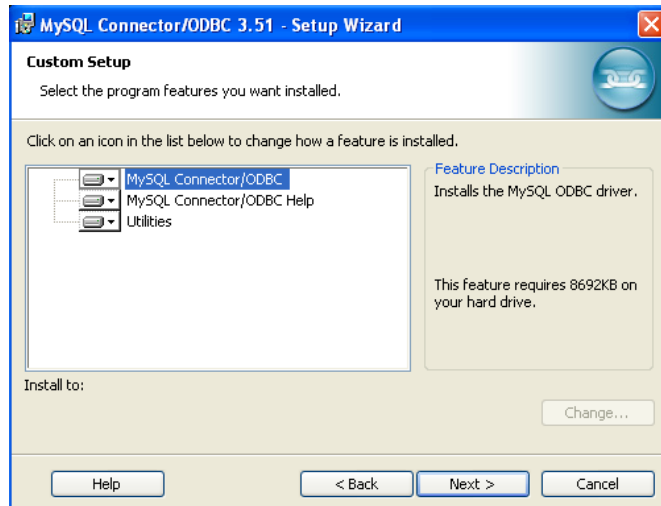 MySQL Connector/ODBC 3.51 - Setup Wizard
Custom Setup
Select the program features you want installed.
Click on an icon in the list below to change how a feature is installed.
MySQL Connector/ODBC
MySQL Connector/ODBC Help
Utilities
Feature Description
Installs the MySQL ODBC driver.
This feature requires 8692KB on
your hard drive.
Install to:
Change...
Help
< Back
Next >
Cancel